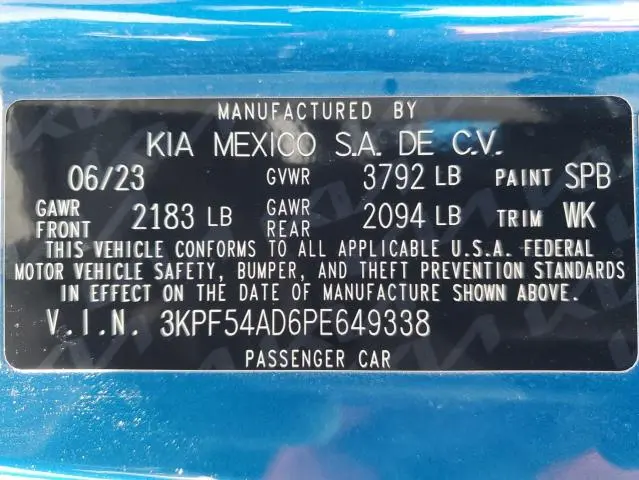 MANUFACTURED BY
KIA MEXICO S.A. DE C.V.
06/23 GVWR 3792 LB PAINT SPB
GAWR FRONT 2183 LB GAWR REAR 2094 LB TRIM WK
THIS VEHICLE CONFORMS TO ALL APPLICABLE U.S.A. FEDERAL
MOTOR VEHICLE SAFETY, BUMPER, AND THEFT PREVENTION STANDARDS
IN EFFECT ON THE DATE OF MANUFACTURE SHOWN ABOVE.
V.I.N. 3KPF54AD6PE649338
PASSENGER CAR